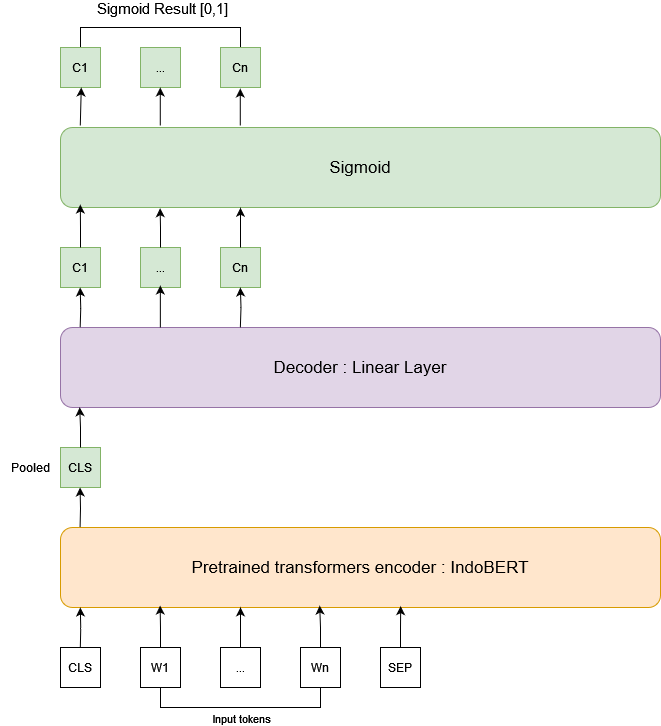 Sigmoid Result [0,1]
C1 ... Cn
Sigmoid
C1 ... Cn
Decoder : Linear Layer
Pooled CLS
Pretrained transformers encoder : IndoBERT
CLS W1 ... Wn SEP
Input tokens